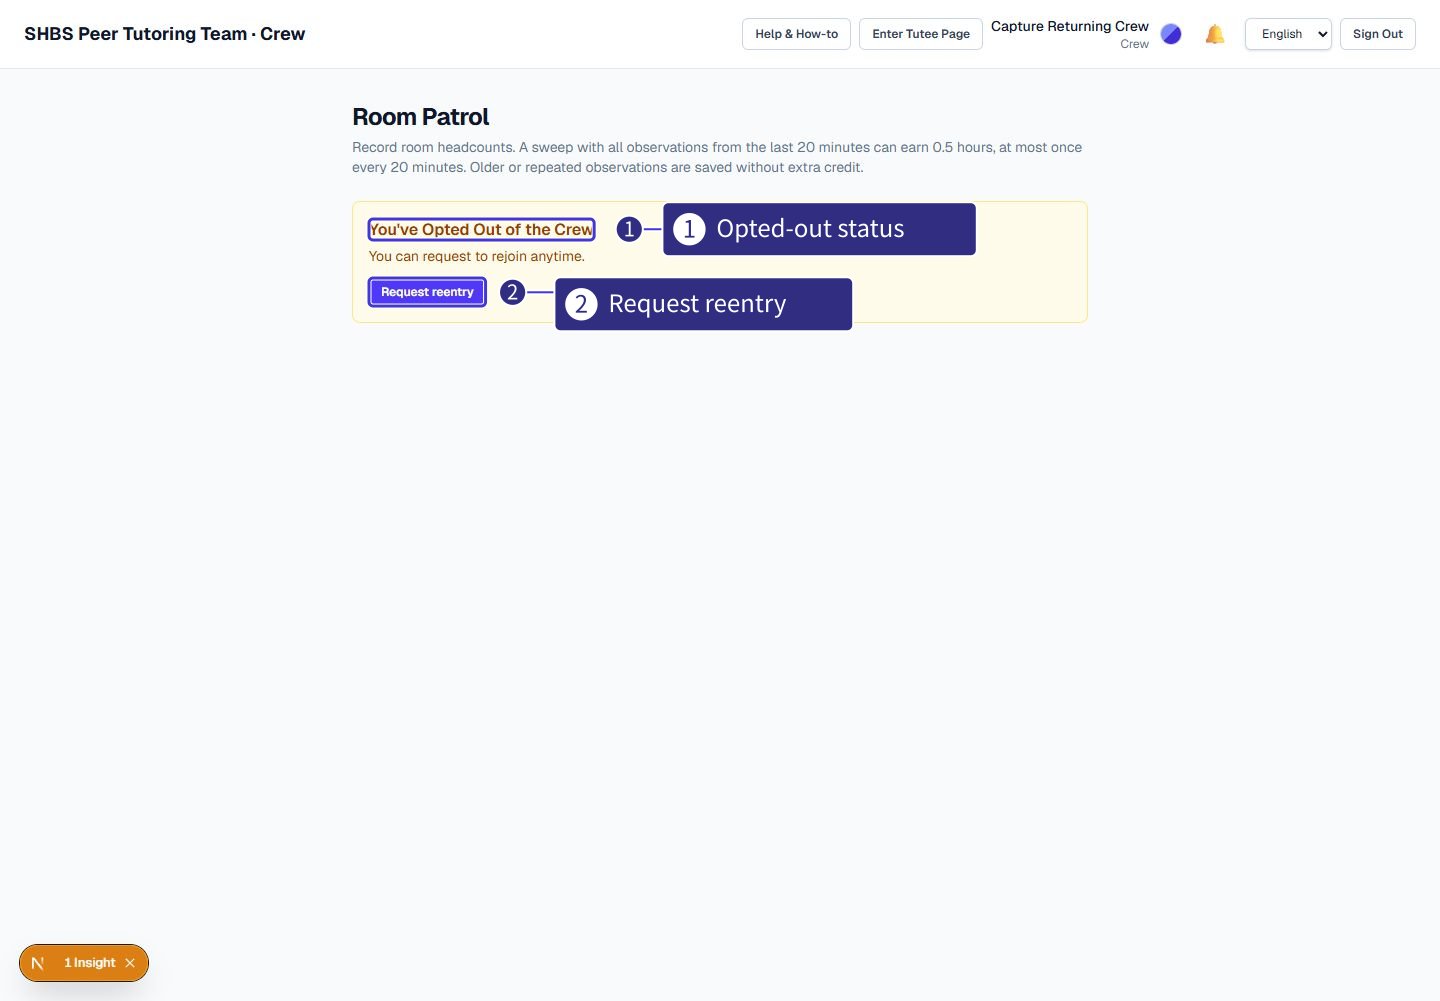 SHBS Peer Tutoring Team · Crew
Help & How-to
Enter Tutee Page
Capture Returning Crew
Crew
English
Sign Out
Room Patrol
Record room headcounts. A sweep with all observations from the last 20 minutes can earn 0.5 hours, at most once
every 20 minutes. Older or repeated observations are saved without extra credit.
You've Opted Out of the Crew
1
1 Opted-out status
You can request to rejoin anytime.
Request reentry
2
2 Request reentry
N 1 Insight